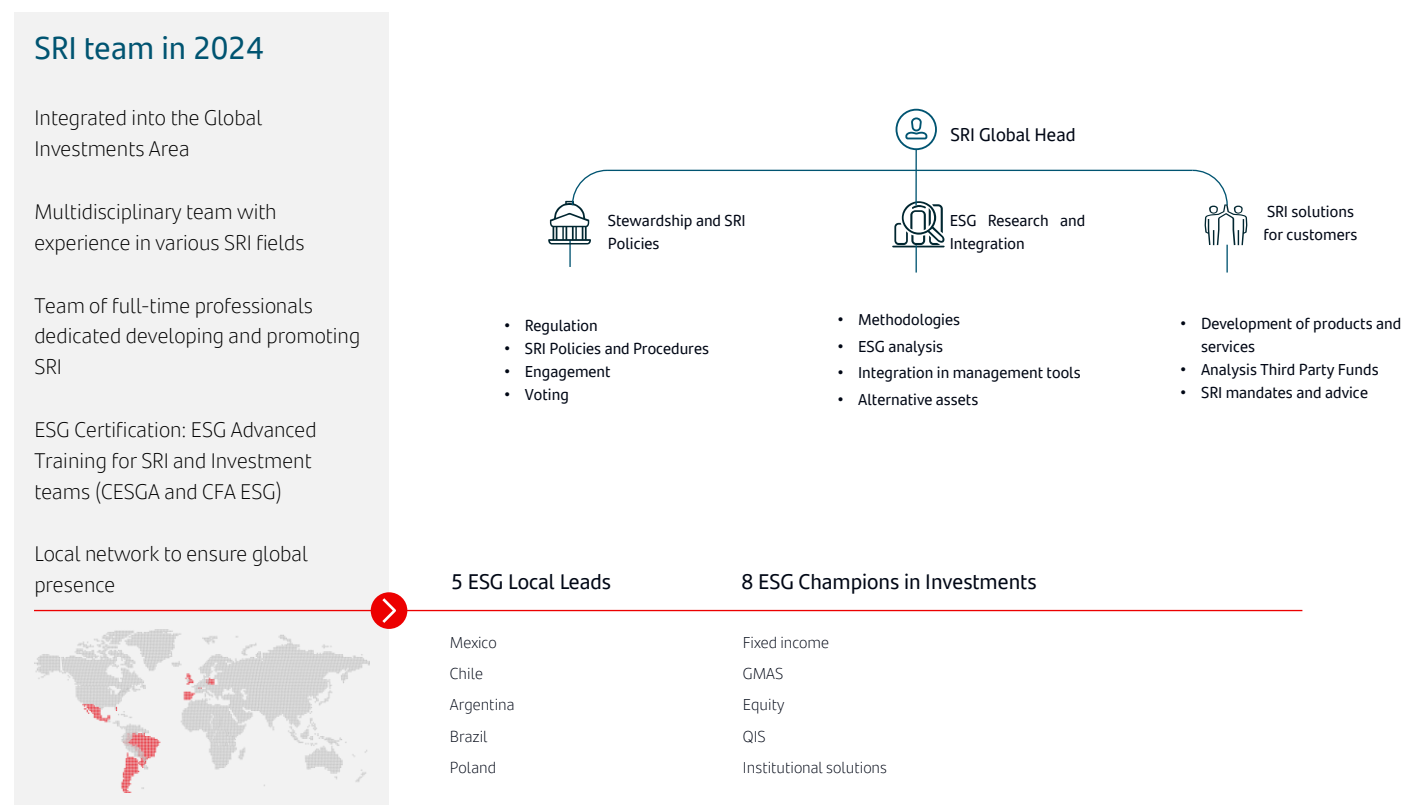 SRI team in 2024
Integrated into the Global
Investments Area
Multidisciplinary team with
experience in various SRI fields
Team of full-time professionals
dedicated developing and promoting
SRI
ESG Certification: ESG Advanced
Training for SRI and Investment
teams (CESGA and CFA ESG)
Local network to ensure global
presence
SRI Global Head
Stewardship and SRI
Policies
• Regulation
• SRI Policies and Procedures
• Engagement
• Voting
ESG Research and
Integration
• Methodologies
• ESG analysis
• Integration in management tools
• Alternative assets
SRI solutions
for customers
• Development of products and
services
• Analysis Third Party Funds
• SRI mandates and advice
5 ESG Local Leads
Mexico
Chile
Argentina
Brazil
Poland
8 ESG Champions in Investments
Fixed income
GMAS
Equity
QIS
Institutional solutions